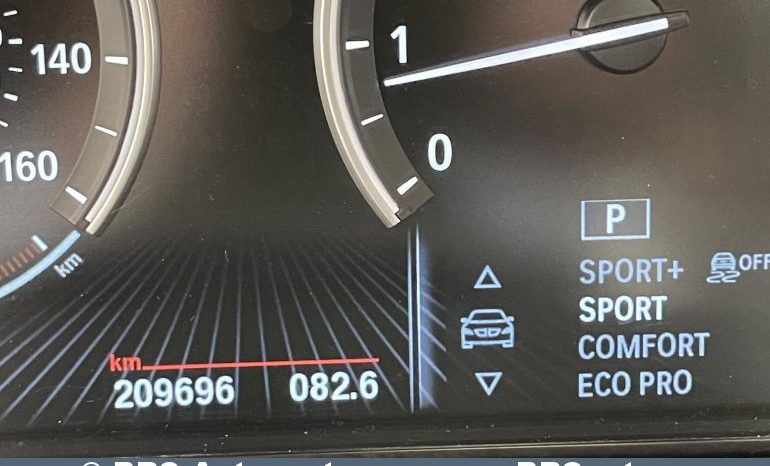 140
1
160
0
km
P
SPORT+ OFF
SPORT
COMFORT
ECO PRO
km
209696 082.6